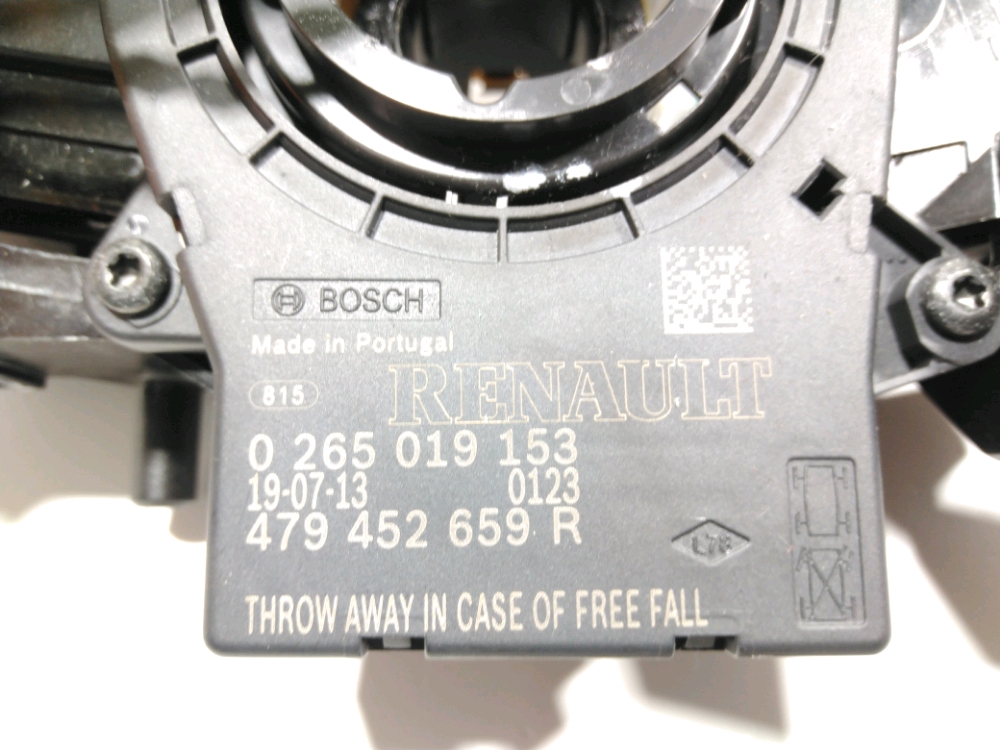 BOSCH
Made in Portugal
815
RENAULT
0 265 019 153
19-07-13 0123
479 452 659 R
THROW AWAY IN CASE OF FREE FALL